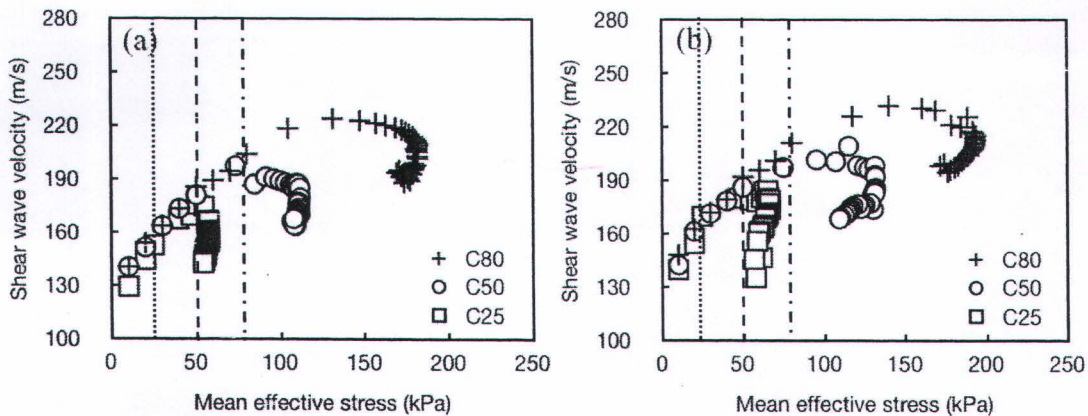 280
(a)
250
220
190
160
130
100
Shear wave velocity (m/s)
C80
C50
C25
0 50 100 150 200 250
Mean effective stress (kPa)
280
(b)
250
220
190
160
130
100
Shear wave velocity (m/s)
C80
C50
C25
0 50 100 150 200 250
Mean effective stress (kPa)